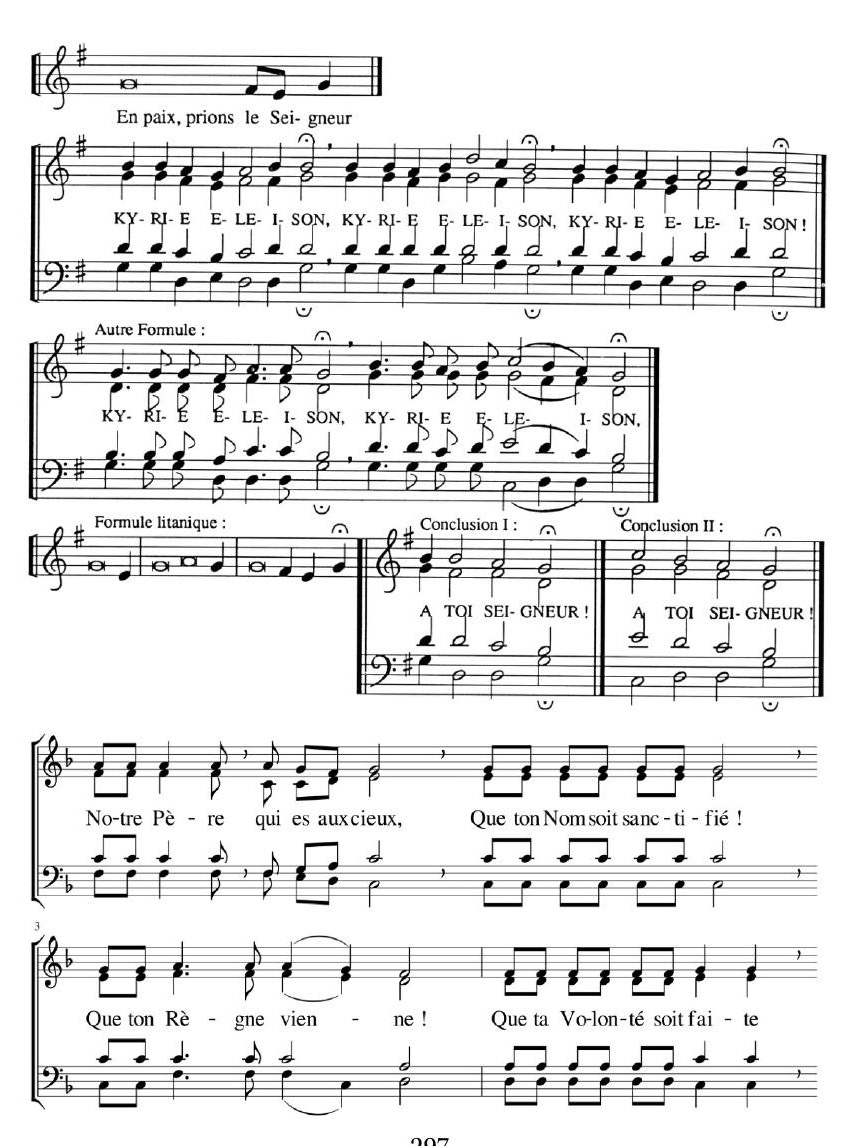 En paix, prions le Sei- gneur
KY- RI- E E- LE- I- SON, KY- RI- E E- LE- I- SON, KY- RI- E E- LE- I- SON !
Autre Formule :
KY- RI- E E- LE- I- SON, KY- RI- E E- LE- I- SON,
Formule litanique :
Conclusion I :
Conclusion II :
A TOI SEI- GNEUR !
A TOI SEI- GNEUR !
No-tre Pè - re qui es aux cieux, Que ton Nom soit sanc - ti - fié !
3
Que ton Rè - gne vien - ne ! Que ta Vo-lon-té soit fai - te